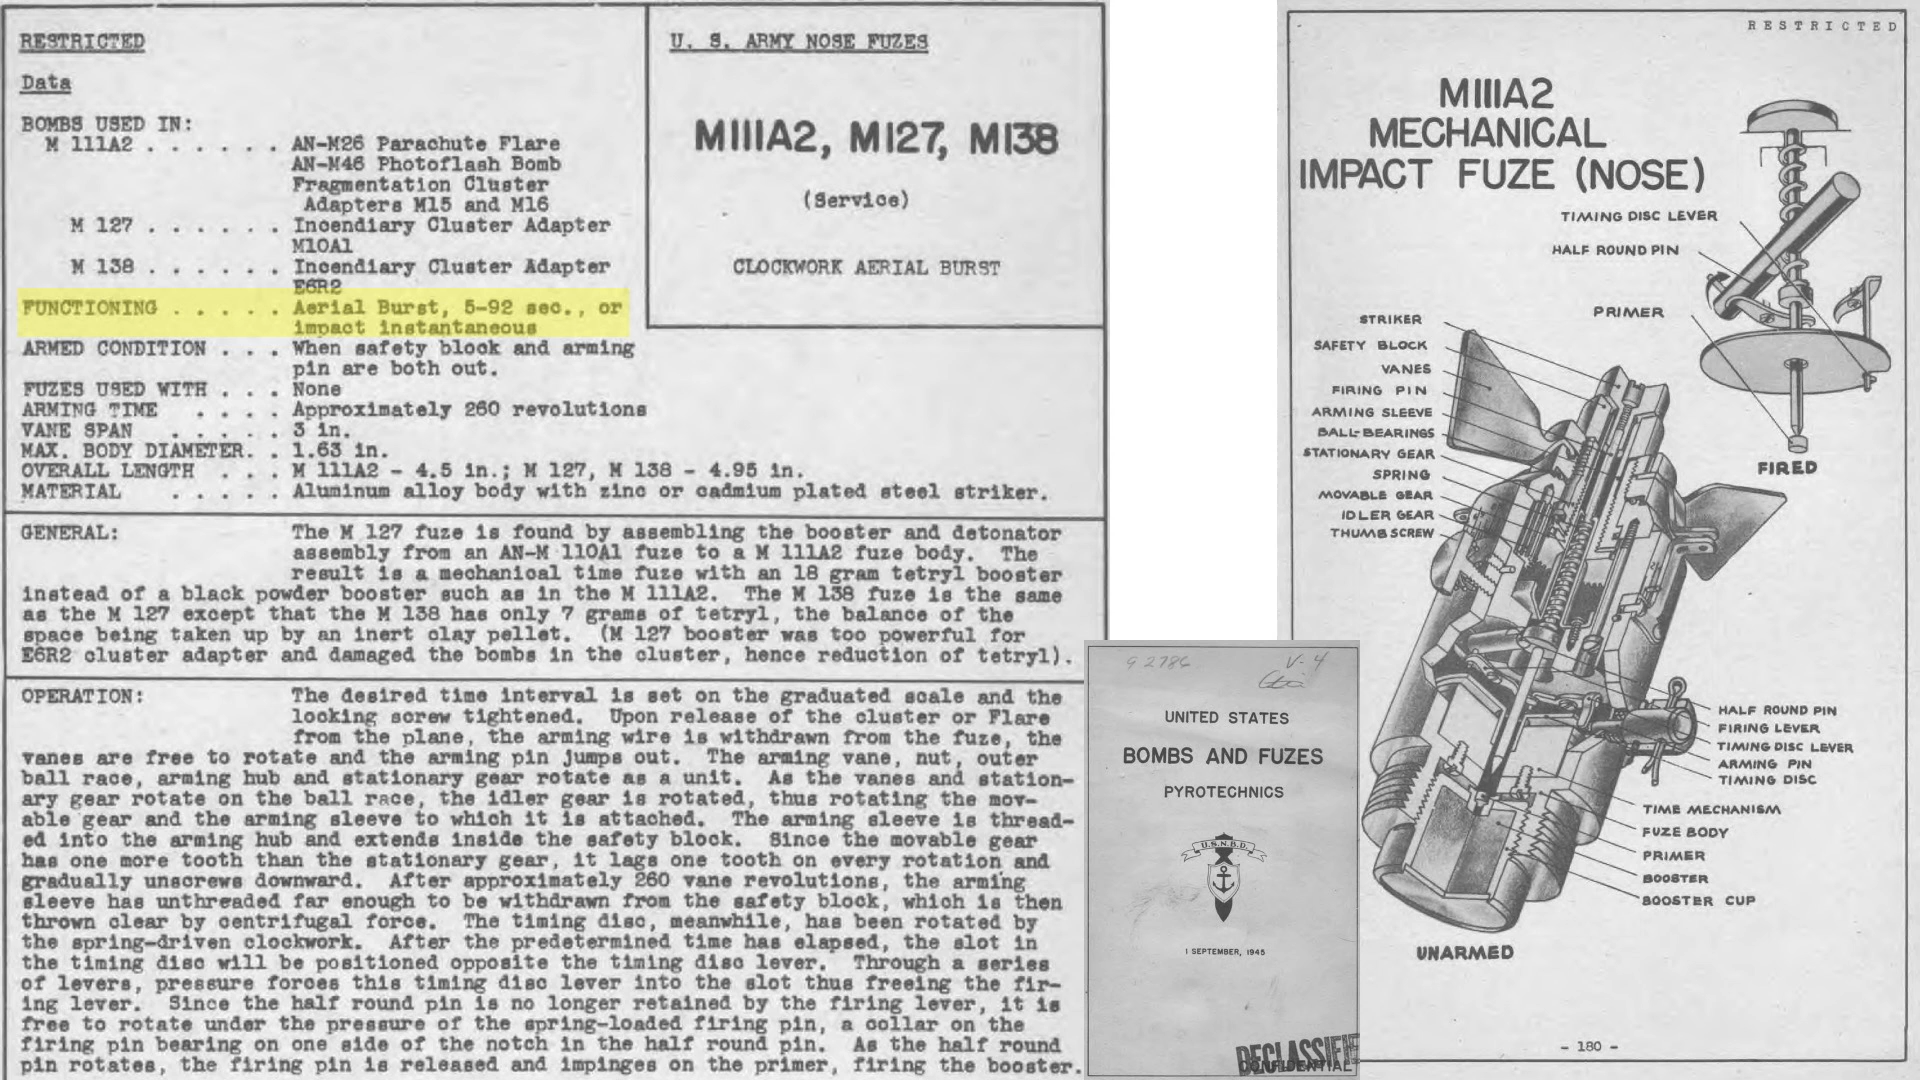 RESTRICTED
Data
BOMBS USED IN:
M 111A2 . . . . . . AN-M26 Parachute Flare
AN-M46 Photoflash Bomb
Fragmentation Cluster
Adapters M15 and M16
M 127 . . . . . . Incendiary Cluster Adapter
M10A1
M 138 . . . . . . Incendiary Cluster Adapter
E6R2
FUNCTIONING . . . . . Aerial Burst, 5-92 sec., or
impact instantaneous
ARMED CONDITION . . . When safety block and arming
pin are both out.
FUZES USED WITH . . . None
ARMING TIME . . . . Approximately 260 revolutions
VANE SPAN . . . . . 3 in.
MAX. BODY DIAMETER. . 1.63 in.
OVERALL LENGTH . . . M 111A2 - 4.5 in.; M 127, M 138 - 4.95 in.
MATERIAL . . . . . Aluminum alloy body with zinc or cadmium plated steel striker.
U. S. ARMY NOSE FUZES
M111A2, M127, M138
(Service)
CLOCKWORK AERIAL BURST
GENERAL: The M 127 fuze is found by assembling the booster and detonator
assembly from an AN-M 110A1 fuze to a M 111A2 fuze body. The
result is a mechanical time fuze with an 18 gram tetryl booster
instead of a black powder booster such as in the M 111A2. The M 138 fuze is the same
as the M 127 except that the M 138 has only 7 grams of tetryl, the balance of the
space being taken up by an inert clay pellet. (M 127 booster was too powerful for
E6R2 cluster adapter and damaged the bombs in the cluster, hence reduction of tetryl).
OPERATION: The desired time interval is set on the graduated scale and the
locking screw tightened. Upon release of the cluster or Flare
from the plane, the arming wire is withdrawn from the fuze, the
vanes are free to rotate and the arming pin jumps out. The arming vane, nut, outer
ball race, arming hub and stationary gear rotate as a unit. As the vanes and station-
ary gear rotate on the ball race, the idler gear is rotated, thus rotating the mov-
able gear and the arming sleeve to which it is attached. The arming sleeve is thread-
ed into the arming hub and extends inside the safety block. Since the movable gear
has one more tooth than the stationary gear, it lags one tooth on every rotation and
gradually unscrews downward. After approximately 260 vane revolutions, the arming
sleeve has unthreaded far enough to be withdrawn from the safety block, which is then
thrown clear by centrifugal force. The timing disc, meanwhile, has been rotated by
the spring-driven clockwork. After the predetermined time has elapsed, the slot in
the timing disc will be positioned opposite the timing disc lever. Through a series
of levers, pressure forces this timing disc lever into the slot thus freeing the fir-
ing lever. Since the half round pin is no longer retained by the firing lever, it is
free to rotate under the pressure of the spring-loaded firing pin, a collar on the
firing pin bearing on one side of the notch in the half round pin. As the half round
pin rotates, the firing pin is released and impinges on the primer, firing the booster.
92786
V-4
UNITED STATES
BOMBS AND FUZES
PYROTECHNICS
U.S.N.B.D.
1 SEPTEMBER, 1945
DECLASSIFIE
CONFIDENTIAL
RESTRICTED
M111A2
MECHANICAL
IMPACT FUZE (NOSE)
TIMING DISC LEVER
HALF ROUND PIN
PRIMER
FIRED
STRIKER
SAFETY BLOCK
VANES
FIRING PIN
ARMING SLEEVE
BALL-BEARINGS
STATIONARY GEAR
SPRING
MOVABLE GEAR
IDLER GEAR
THUMB SCREW
HALF ROUND PIN
FIRING LEVER
TIMING DISC LEVER
ARMING PIN
TIMING DISC
TIME MECHANISM
FUZE BODY
PRIMER
BOOSTER
BOOSTER CUP
UNARMED
- 180 -